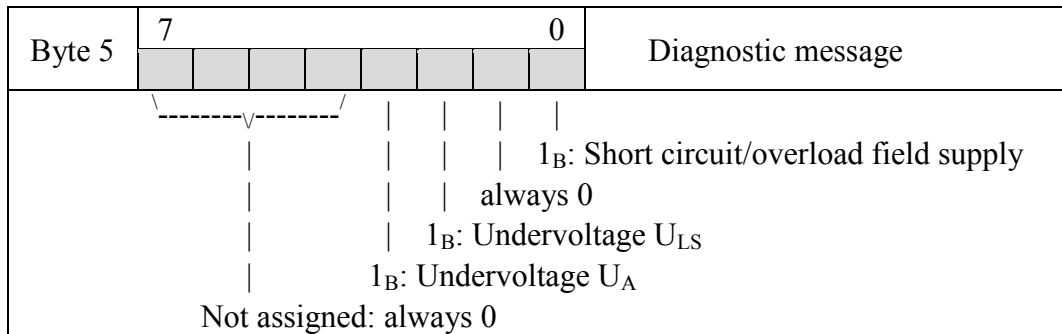 Byte 5 7 0 Diagnostic message
1B: Short circuit/overload field supply
always 0
1B: Undervoltage ULS
1B: Undervoltage UA
Not assigned: always 0